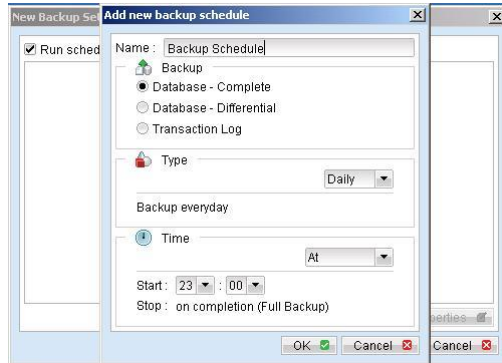 New Backup Set
Add new backup schedule
Run sched
Name : Backup Schedule
Backup
Database - Complete
Database - Differential
Transaction Log
Type
Daily
Backup everyday
Time
At
Start : 23 : 00
Stop : on completion (Full Backup)
perties
OK Cancel Cancel